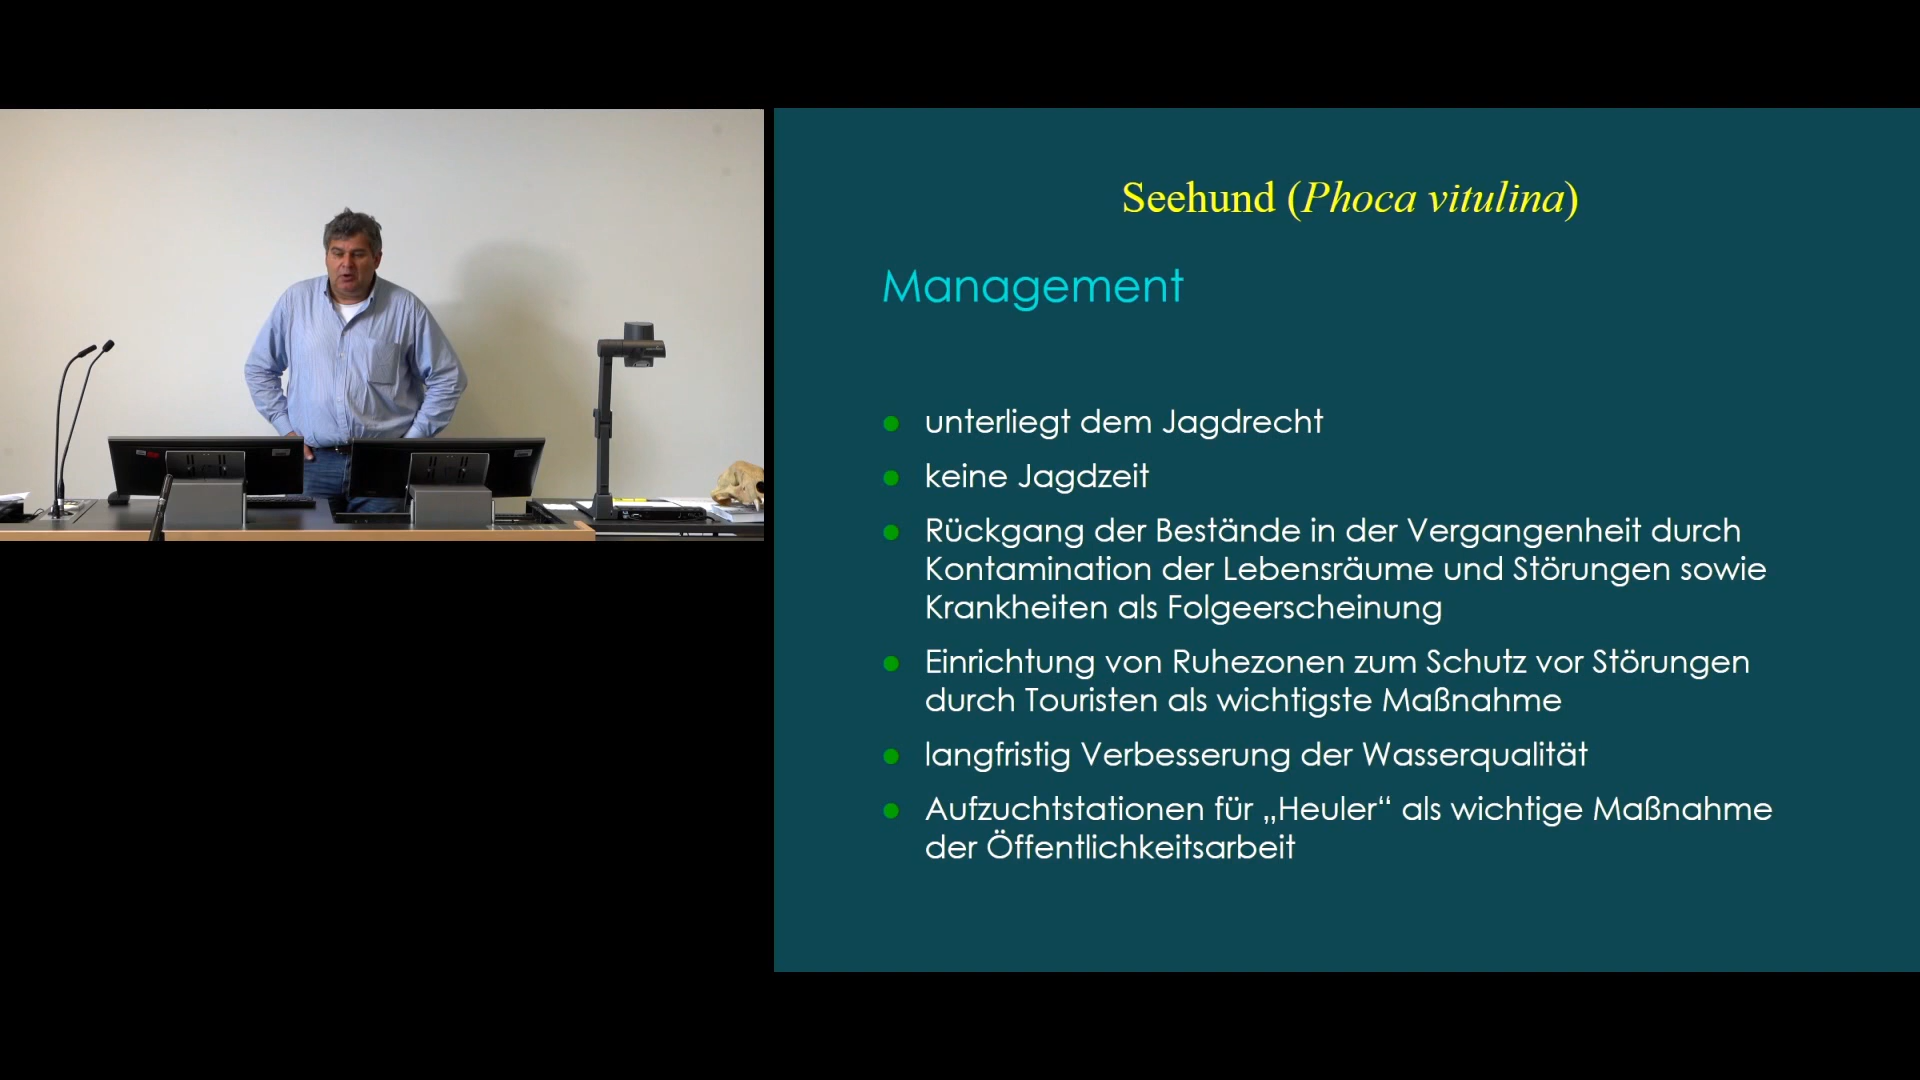 Seehund (Phoca vitulina)
Management
unterliegt dem Jagdrecht
keine Jagdzeit
Rückgang der Bestände in der Vergangenheit durch
Kontamination der Lebensräume und Störungen sowie
Krankheiten als Folgeerscheinung
Einrichtung von Ruhezonen zum Schutz vor Störungen
durch Touristen als wichtigste Maßnahme
langfristig Verbesserung der Wasserqualität
Aufzuchtstationen für „Heuler“ als wichtige Maßnahme
der Öffentlichkeitsarbeit